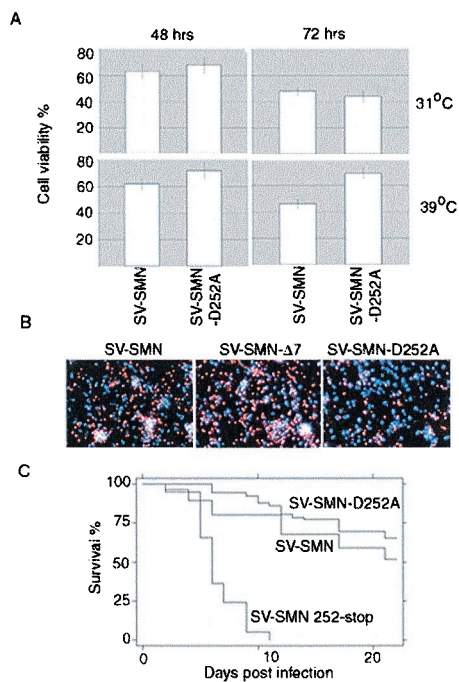 A
48 hrs
72 hrs
Cell viability %
80
60
40
20
31°C
80
60
40
20
39°C
SV-SMN
SV-SMN
-D252A
SV-SMN
SV-SMN
-D252A
B
SV-SMN
SV-SMN-Δ7
SV-SMN-D252A
C
Survival %
100
75
50
25
0
SV-SMN-D252A
SV-SMN
SV-SMN 252-stop
0
10
20
Days post infection